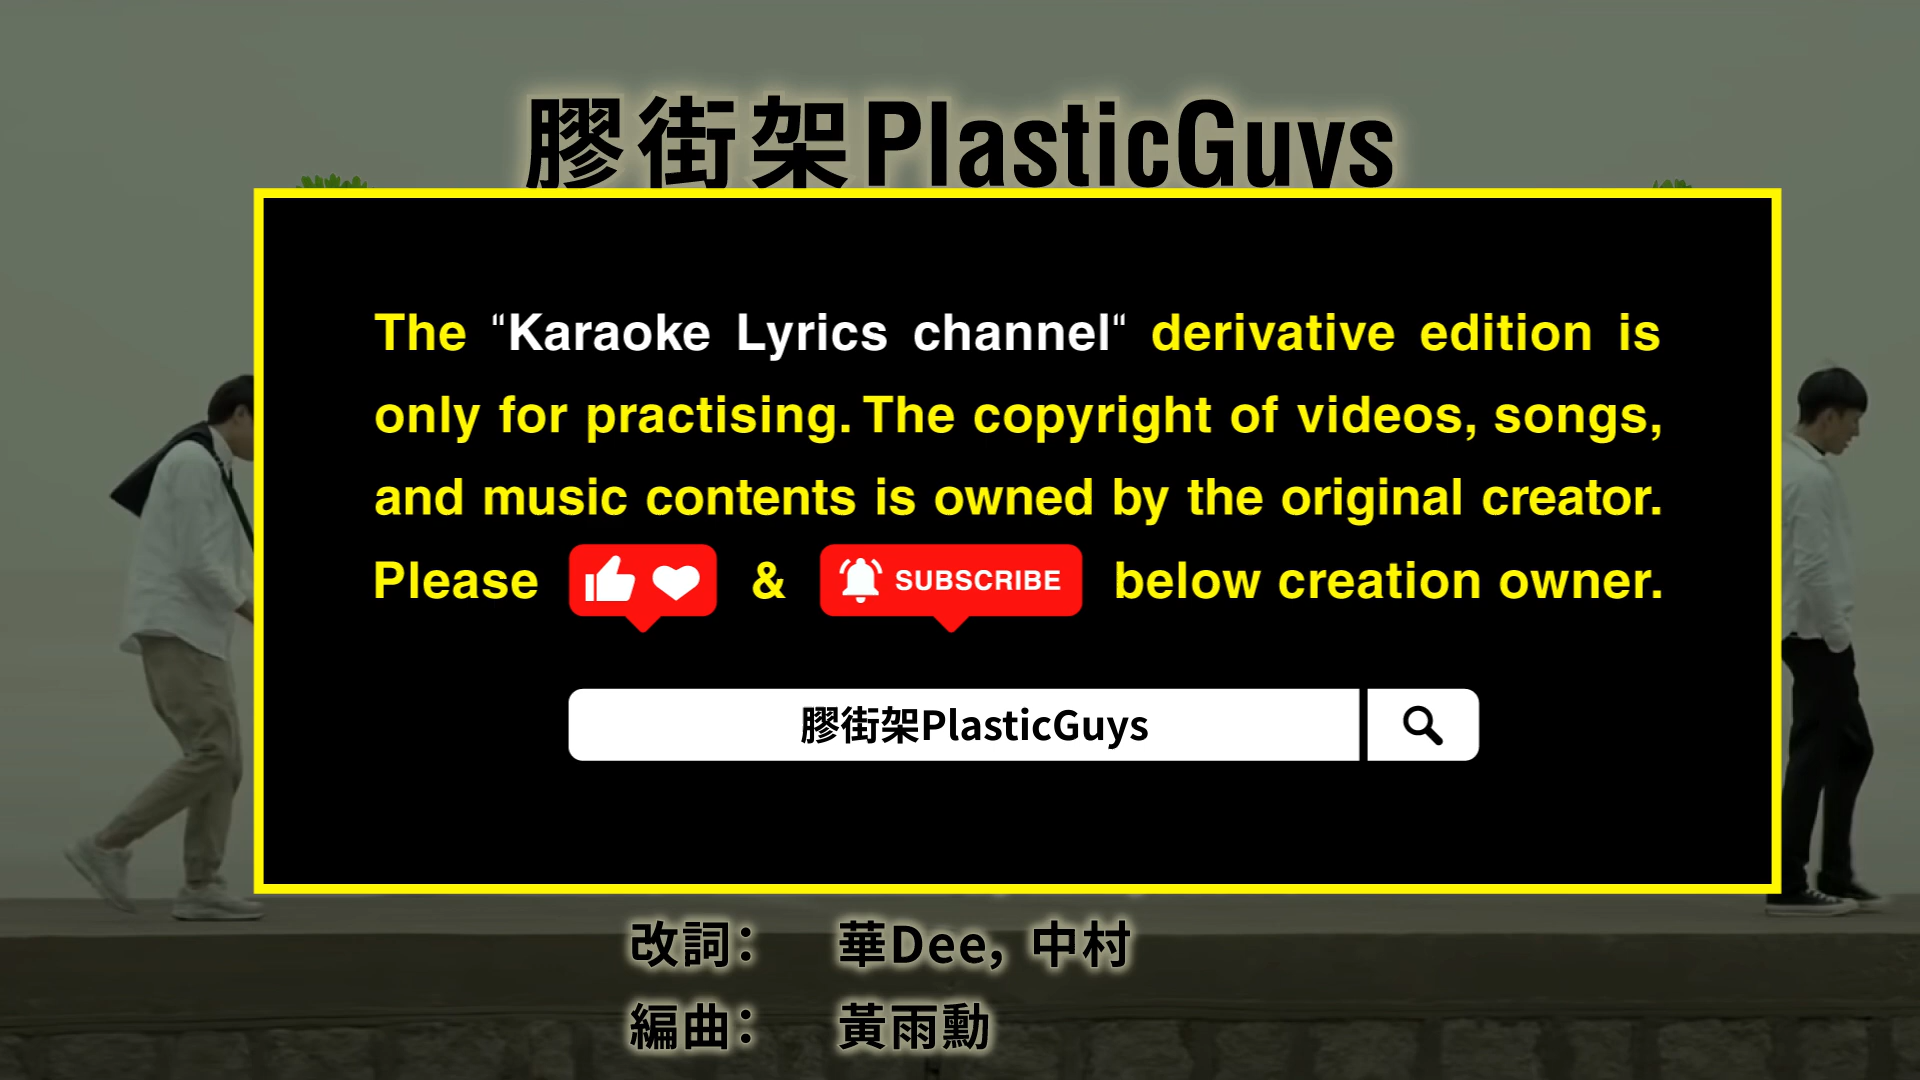 膠街架PlasticGuys
The “Karaoke Lyrics channel“ derivative edition is
only for practising. The copyright of videos, songs,
and music contents is owned by the original creator.
Please & SUBSCRIBE below creation owner.
膠街架PlasticGuys
改詞： 華Dee, 中村
編曲： 黃雨勳